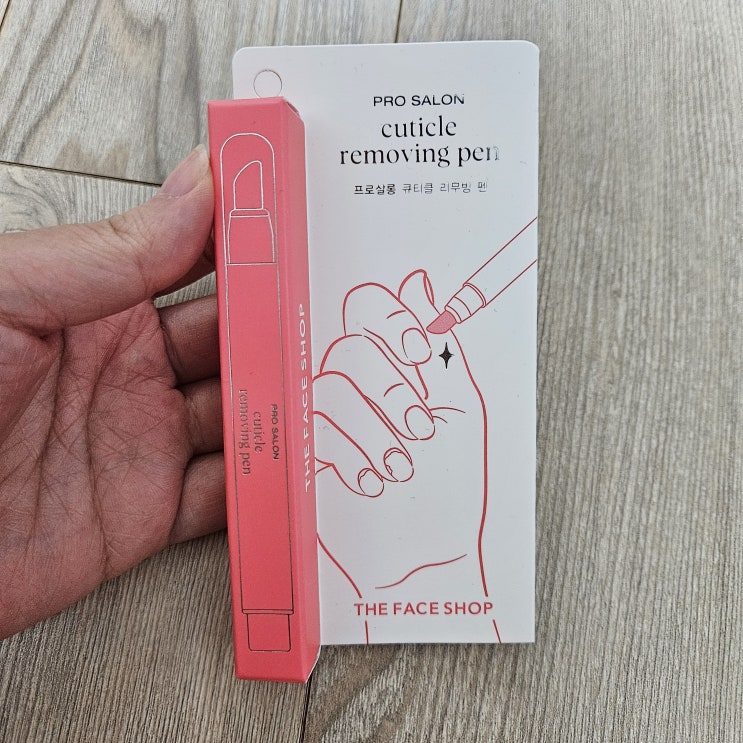 PRO SALON
cuticle
removing pen
프로살롱 큐티클 리무빙 펜
THE FACE SHOP
PRO SALON
cuticle
removing pen
THE FACE SHOP